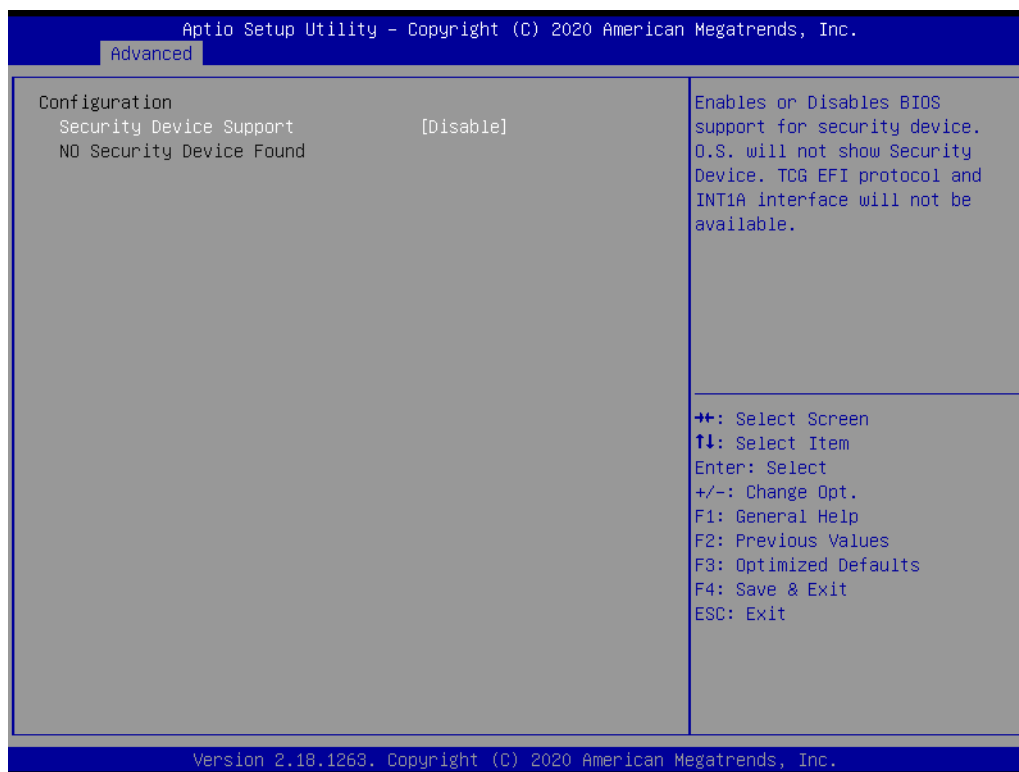 Aptio Setup Utility – Copyright (C) 2020 American Megatrends, Inc.
Advanced
Configuration
Security Device Support [Disable]
NO Security Device Found
Enables or Disables BIOS
support for security device.
O.S. will not show Security
Device. TCG EFI protocol and
INT1A interface will not be
available.
→←: Select Screen
↑↓: Select Item
Enter: Select
+/-: Change Opt.
F1: General Help
F2: Previous Values
F3: Optimized Defaults
F4: Save & Exit
ESC: Exit
Version 2.18.1263. Copyright (C) 2020 American Megatrends, Inc.